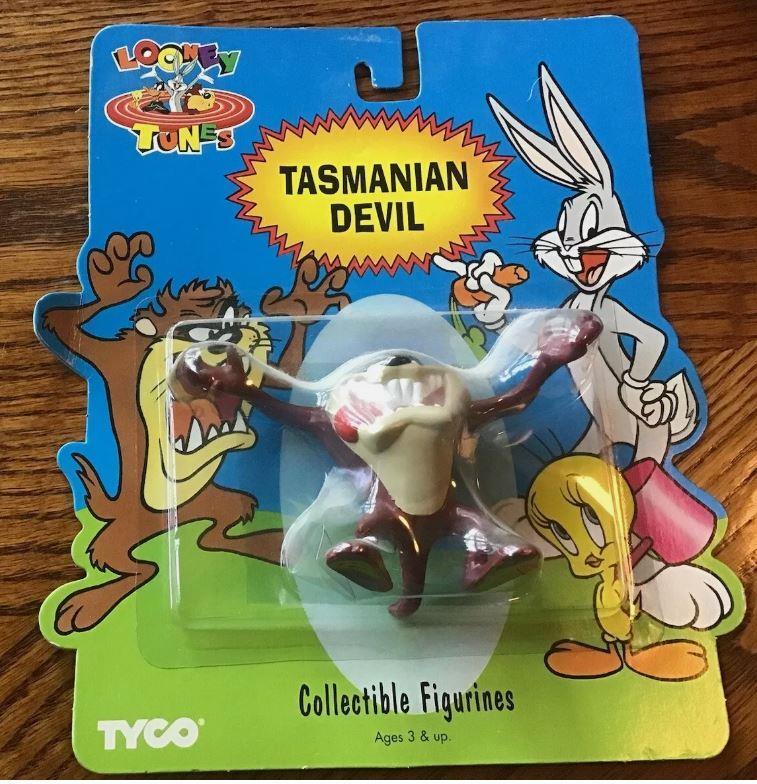 LOONEY
TUNES
TASMANIAN
DEVIL
Collectible Figurines
TYCO®
Ages 3 & up.